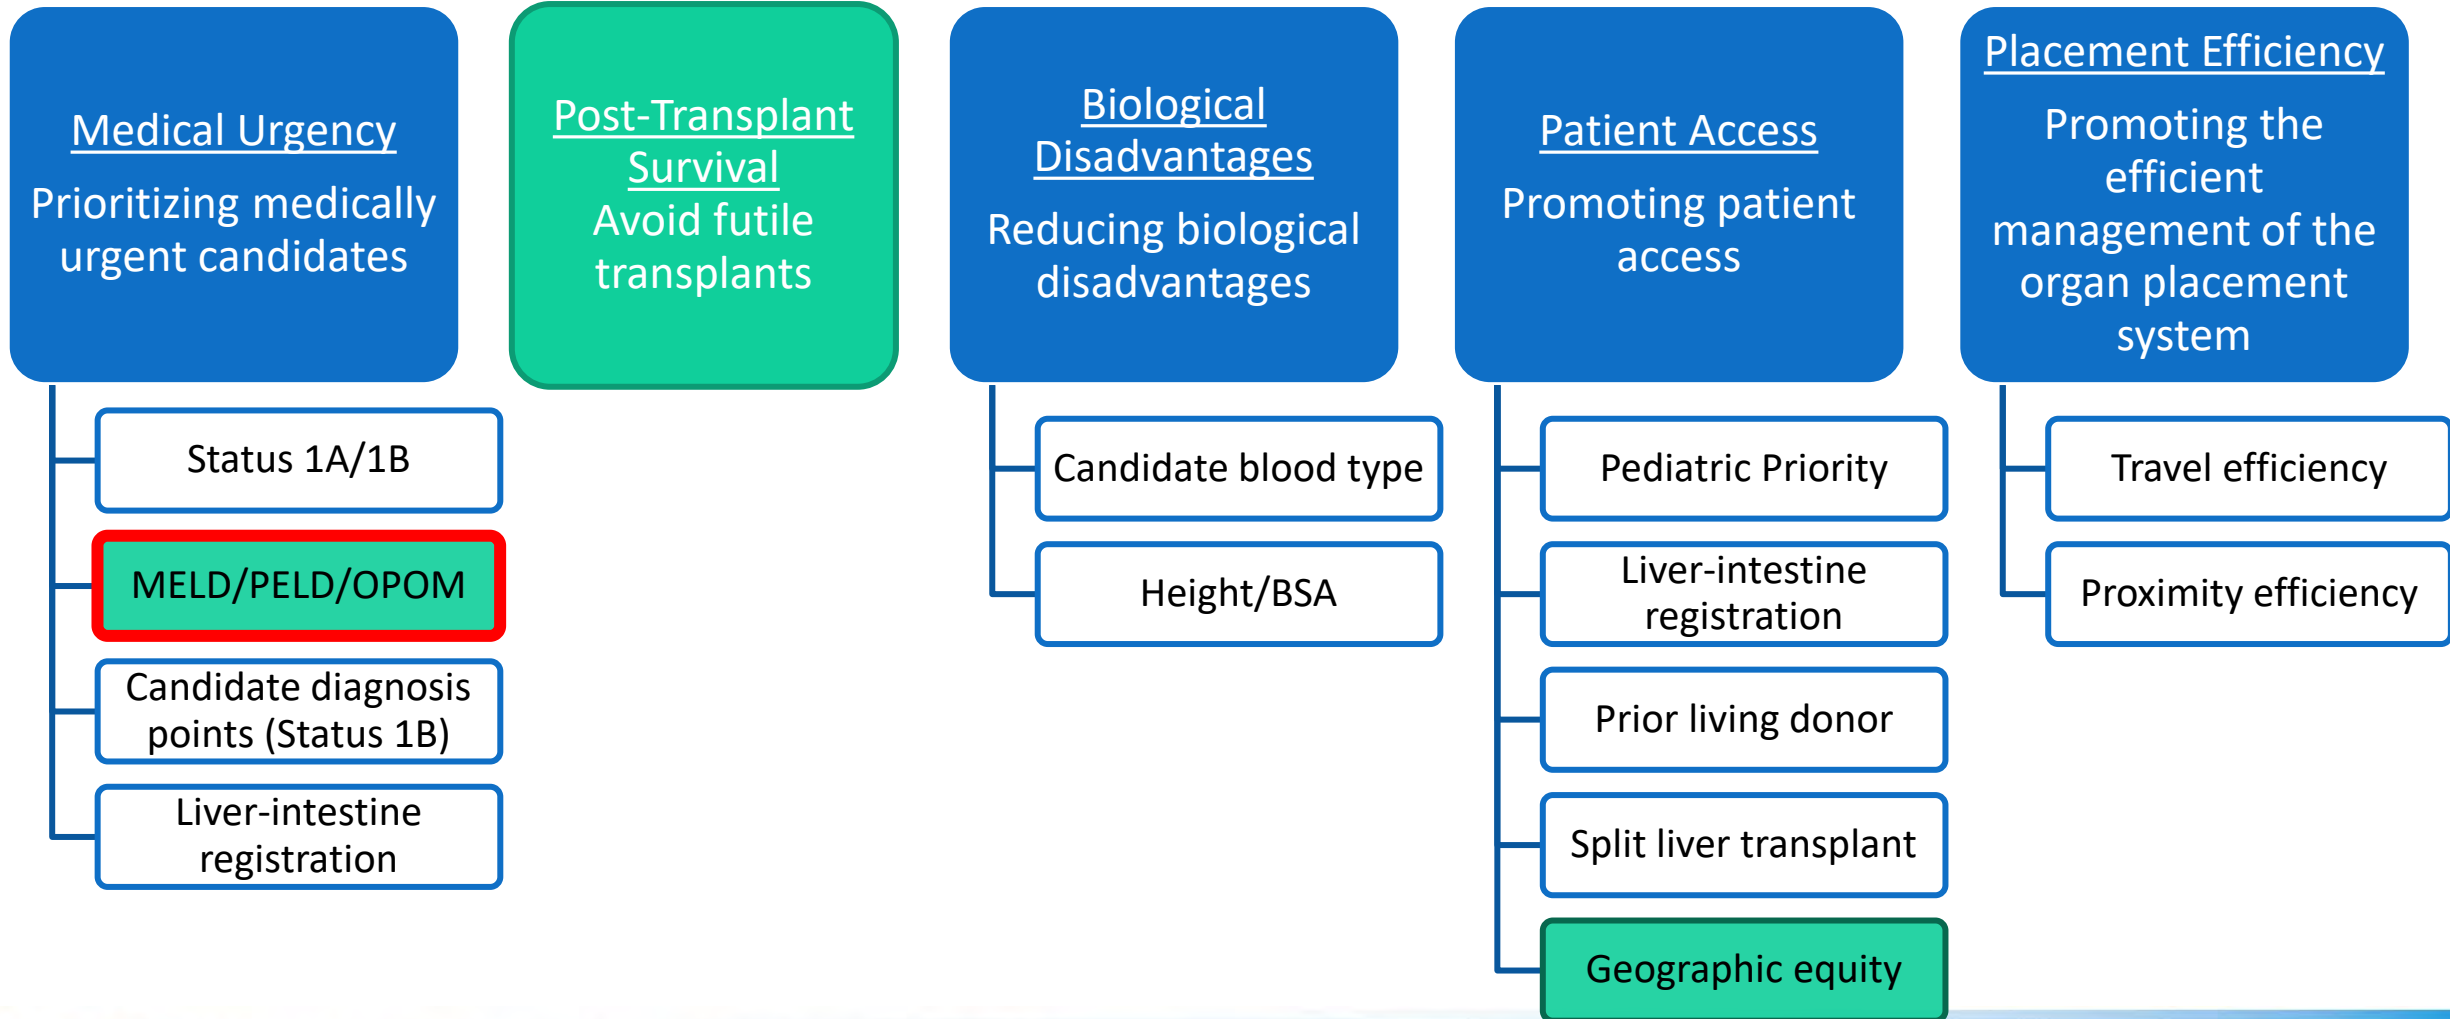 Medical Urgency
Prioritizing medically
urgent candidates
Status 1A/1B
MELD/PELD/OPOM
Candidate diagnosis
points (Status 1B)
Liver-intestine
registration
Post-Transplant
Survival
Avoid futile
transplants
Biological
Disadvantages
Reducing biological
disadvantages
Candidate blood type
Height/BSA
Patient Access
Promoting patient
access
Pediatric Priority
Liver-intestine
registration
Prior living donor
Split liver transplant
Geographic equity
Placement Efficiency
Promoting the
efficient
management of the
organ placement
system
Travel efficiency
Proximity efficiency